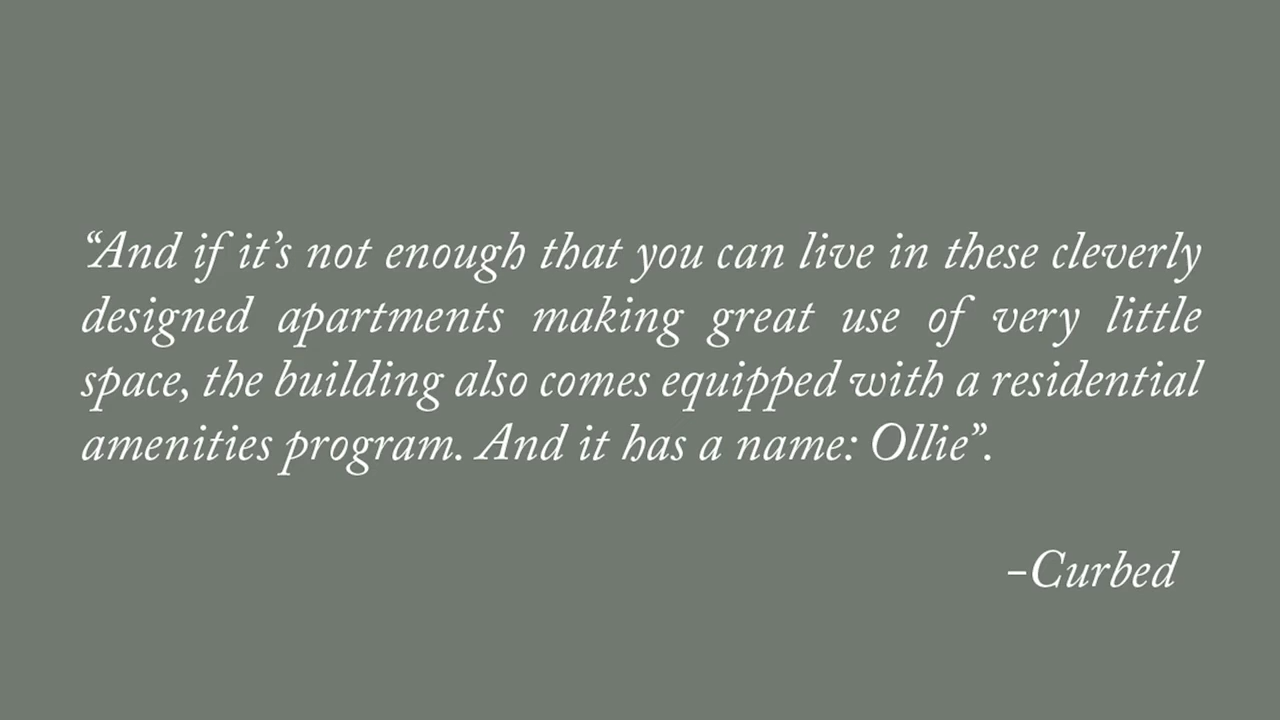 “And if it’s not enough that you can live in these cleverly
designed apartments making great use of very little
space, the building also comes equipped with a residential
amenities program. And it has a name: Ollie”.
–Curbed